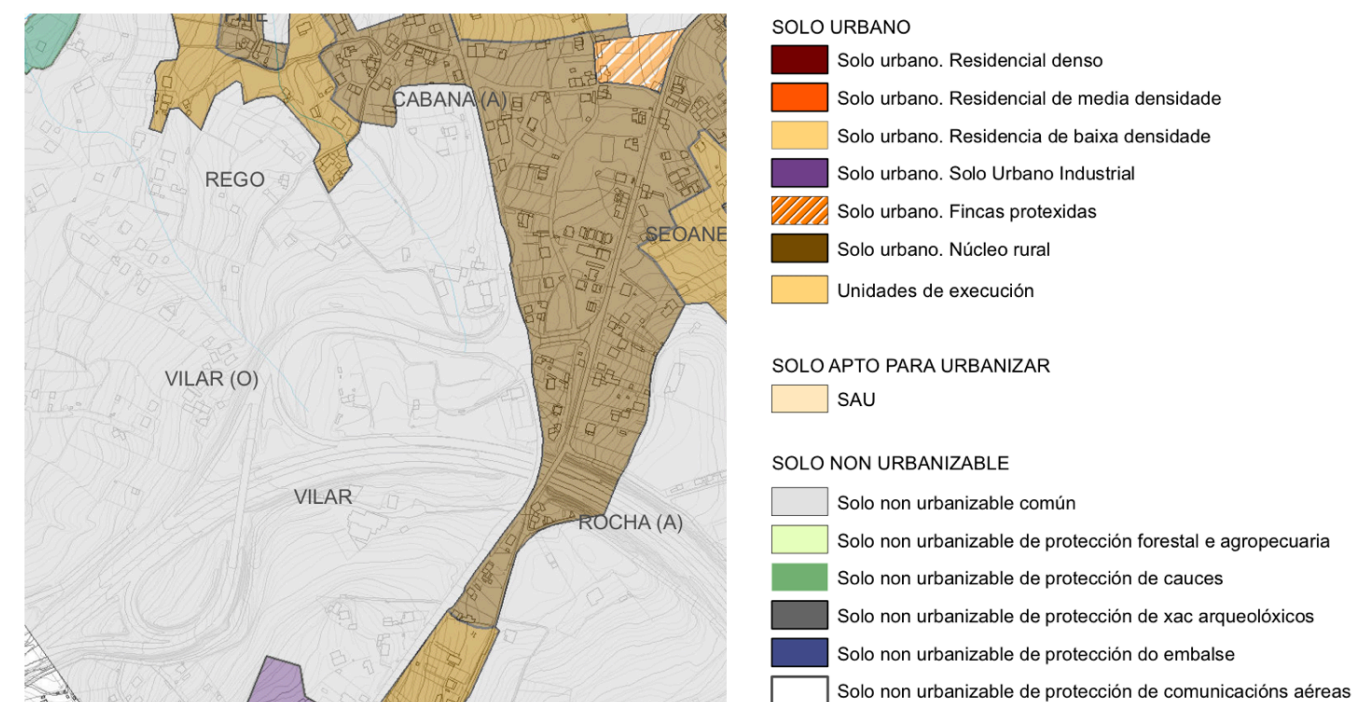 CABANA (A)
REGO
SEOANE
VILAR (O)
VILAR
ROCHA (A)
SOLO URBANO
Solo urbano. Residencial denso
Solo urbano. Residencial de media densidade
Solo urbano. Residencia de baixa densidade
Solo urbano. Solo Urbano Industrial
Solo urbano. Fincas protexidas
Solo urbano. Núcleo rural
Unidades de execución
SOLO APTO PARA URBANIZAR
SAU
SOLO NON URBANIZABLE
Solo non urbanizable común
Solo non urbanizable de protección forestal e agropecuaria
Solo non urbanizable de protección de cauces
Solo non urbanizable de protección de xac arqueolóxicos
Solo non urbanizable de protección do embalse
Solo non urbanizable de protección de comunicacións aéreas